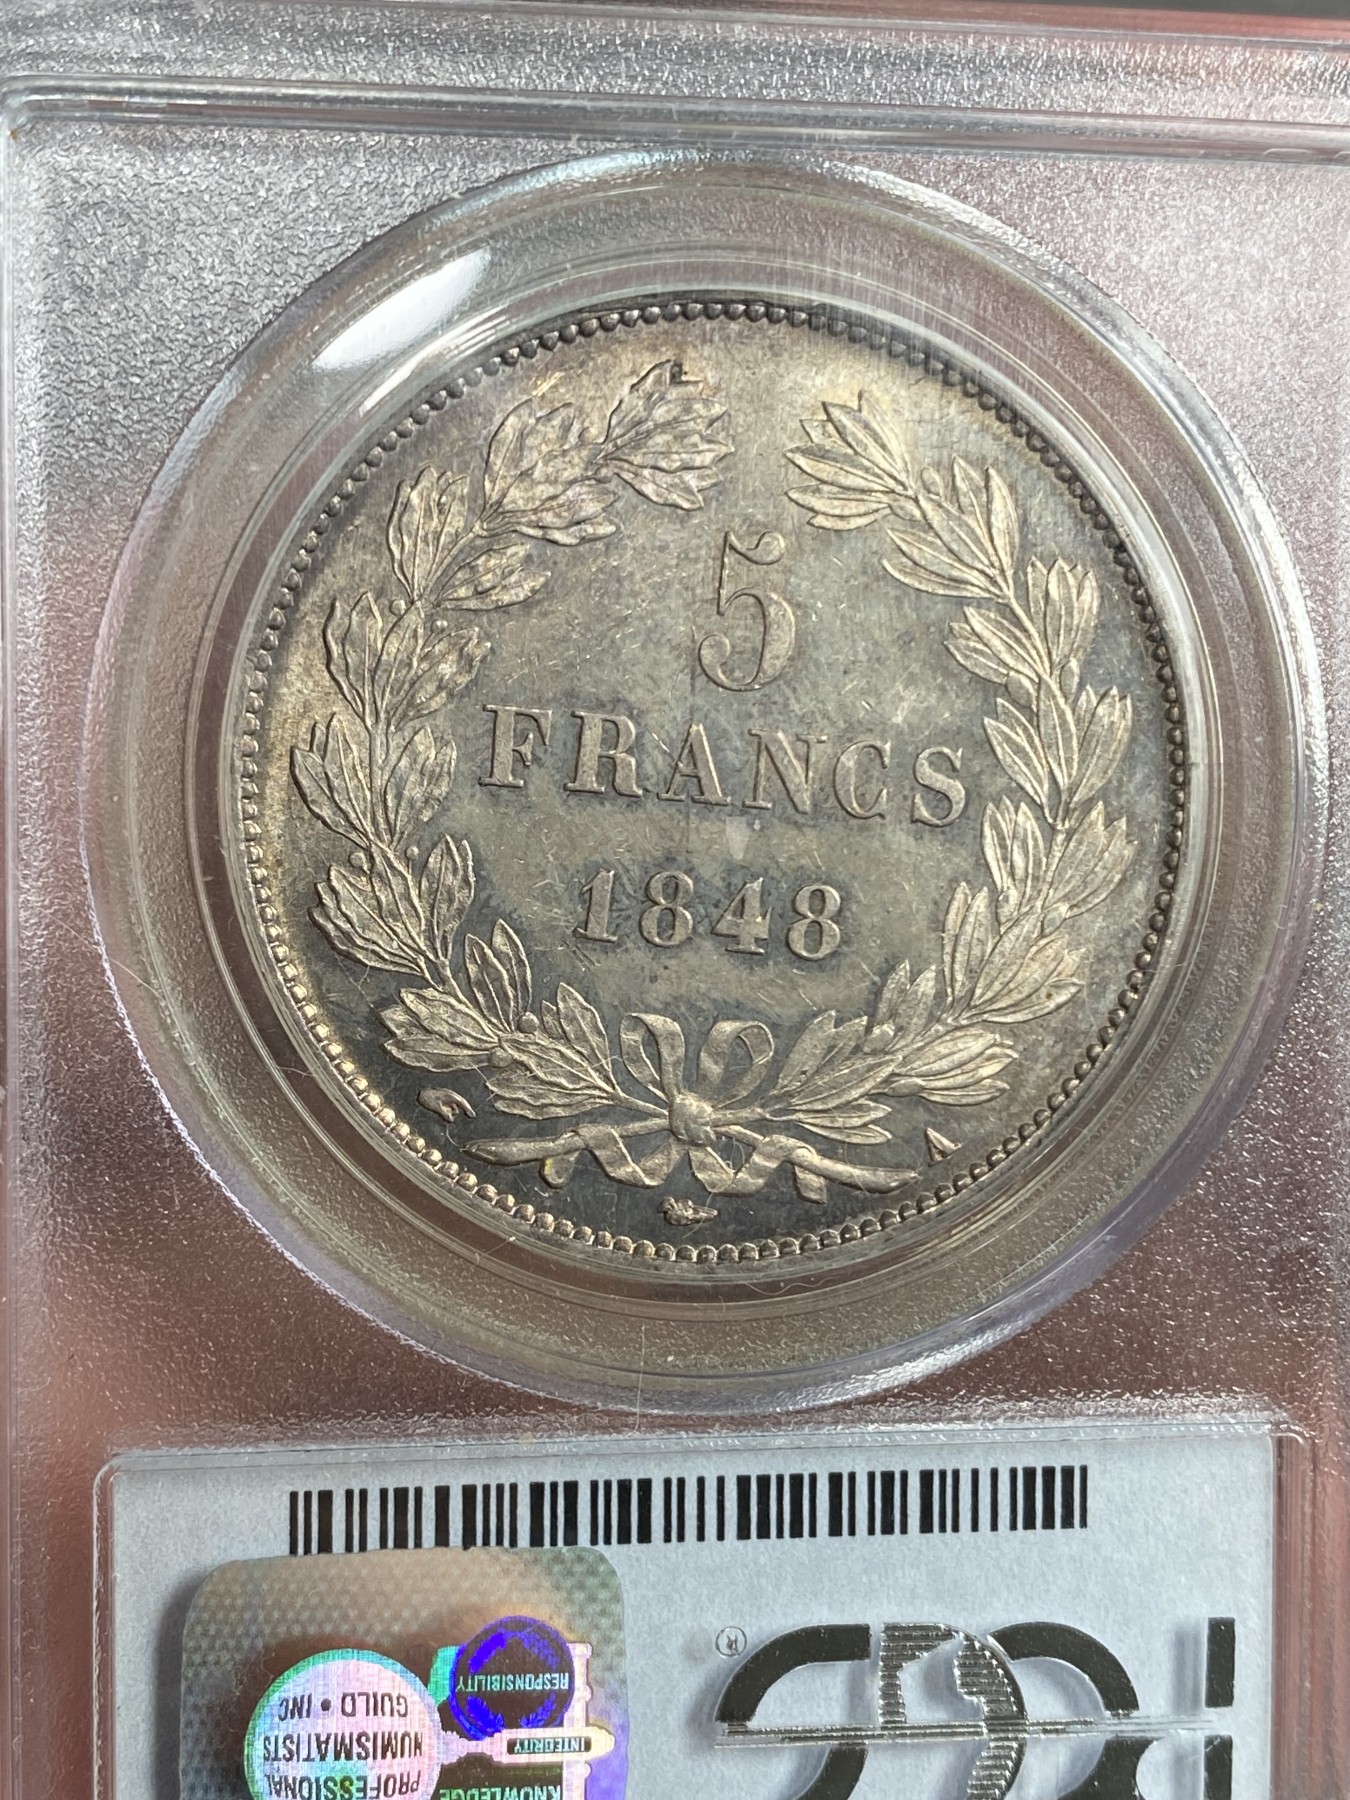 5
FRANCS
1848
A
®
PCGS
KNOWLEDGE
INTEGRITY
RESPONSIBILITY
PROFESSIONAL
NUMISMATISTS
GUILD • INC